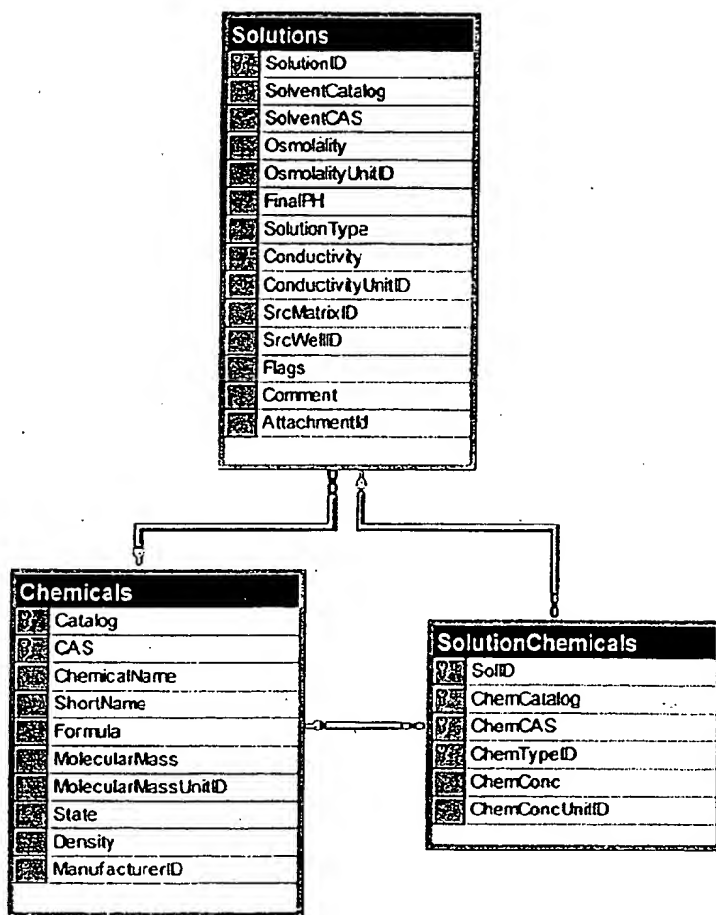 Solutions
SolutionID
SolventCatalog
SolventCAS
Osmolality
OsmolalityUnitID
FinalPH
SolutionType
Conductivity
ConductivityUnitID
SrcMatrixID
SrcWellID
Flags
Comment
AttachmentId
Chemicals
Catalog
CAS
ChemicalName
ShortName
Formula
MolecularMass
MolecularMassUnitID
State
Density
ManufacturerID
SolutionChemicals
SolID
ChemCatalog
ChemCAS
ChemTypeID
ChemConc
ChemConcUnitID